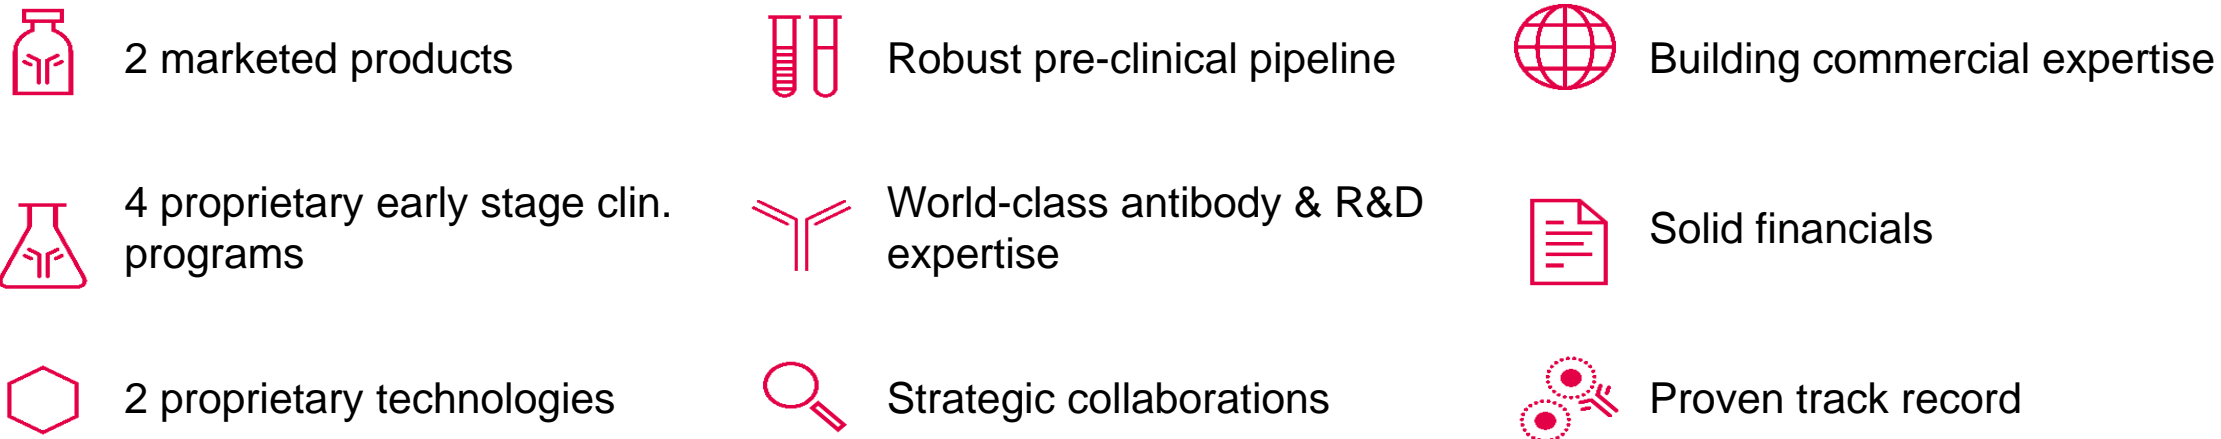 2 marketed products
Robust pre-clinical pipeline
Building commercial expertise
4 proprietary early stage clin.
programs
World-class antibody & R&D
expertise
Solid financials
2 proprietary technologies
Strategic collaborations
Proven track record